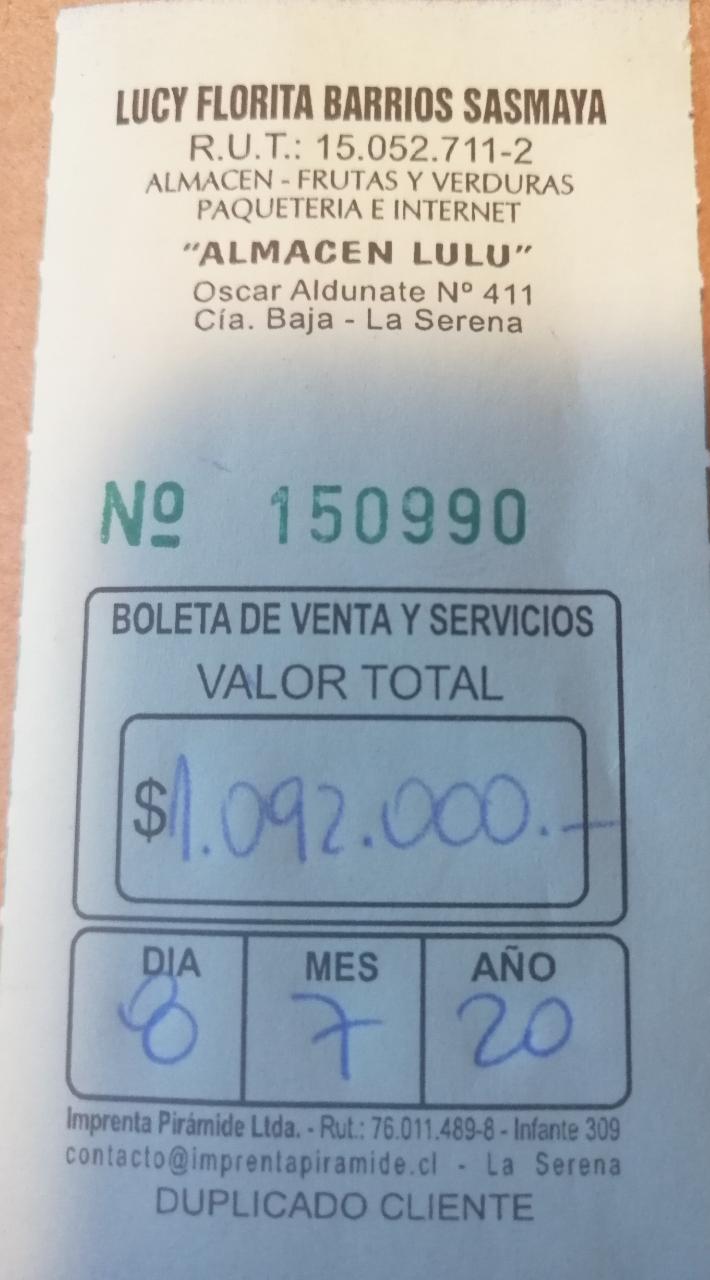 LUCY FLORITA BARRIOS SASMAYA
R.U.T.: 15.052.711-2
ALMACEN - FRUTAS Y VERDURAS
PAQUETERIA E INTERNET
"ALMACEN LULU"
Oscar Aldunate Nº 411
Cía. Baja - La Serena
Nº 150990
BOLETA DE VENTA Y SERVICIOS
VALOR TOTAL
$1.092.000.-
DIA MES AÑO
8 7 20
Imprenta Pirámide Ltda. - Rut.: 76.011.489-8 - Infante 309
contacto@imprentapiramide.cl - La Serena
DUPLICADO CLIENTE